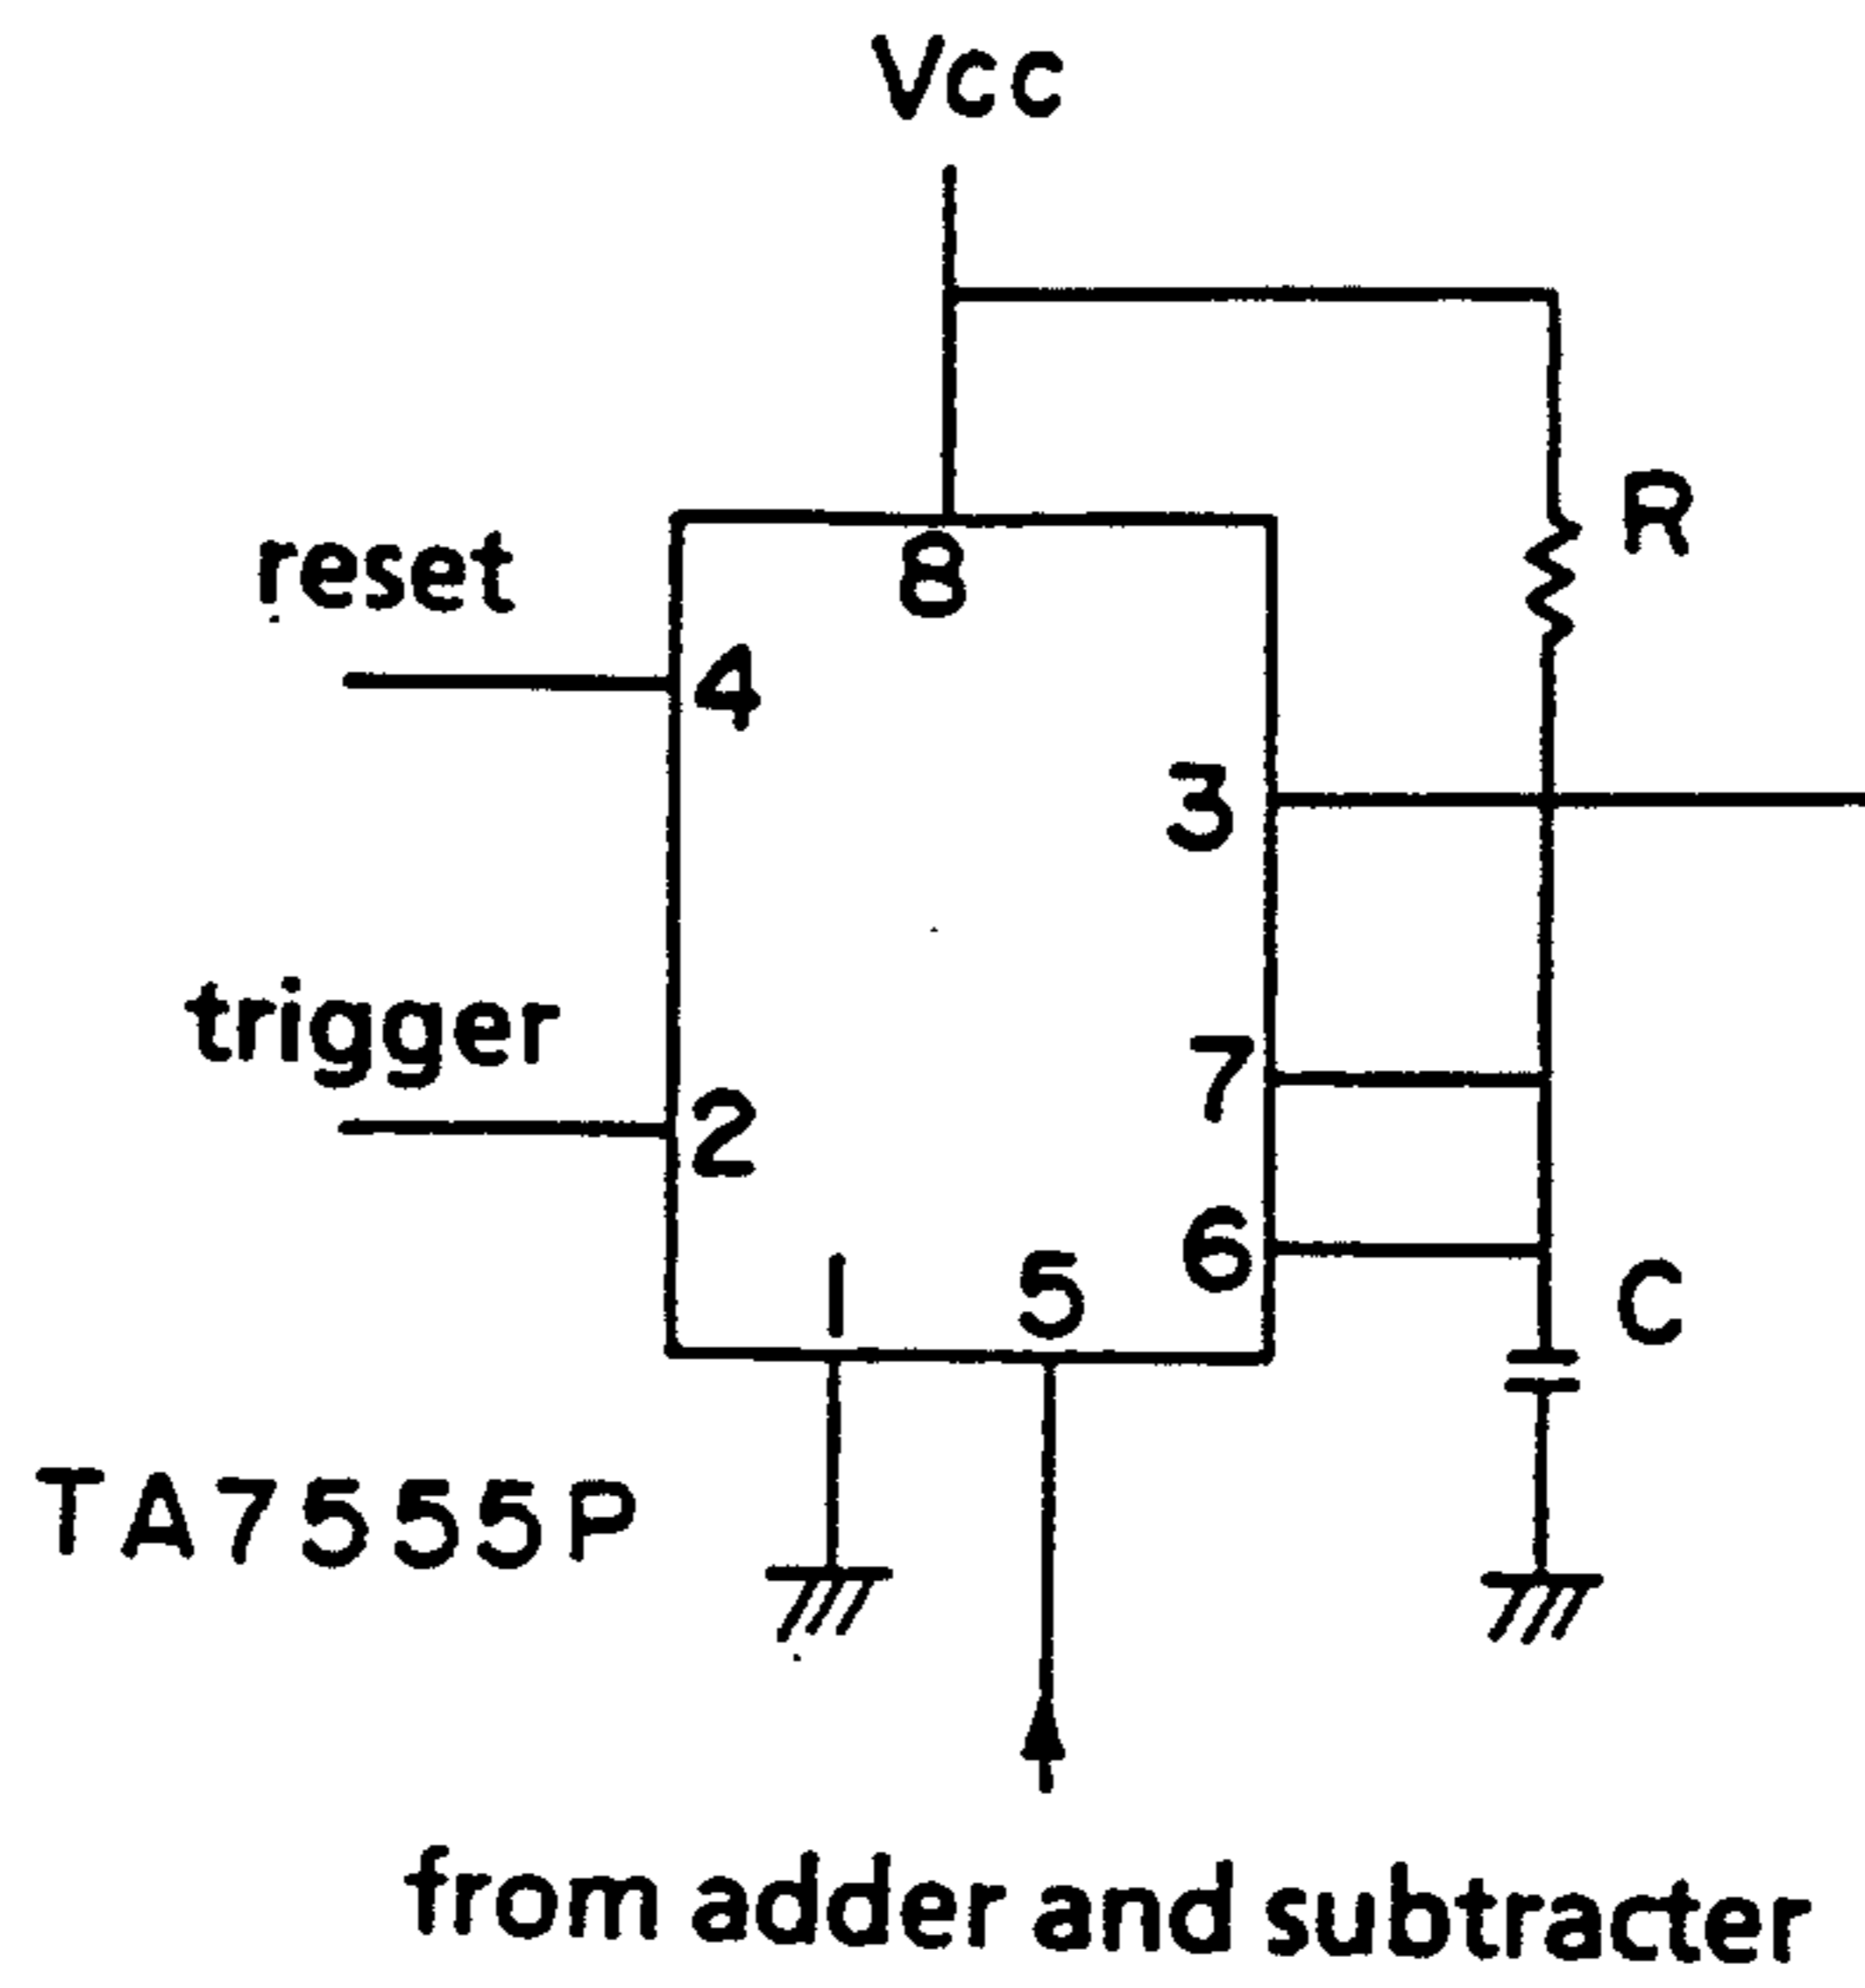 Vcc
R
reset
8
4
3
trigger
7
2
6
1
5
C
TA7555P
from adder and subtracter